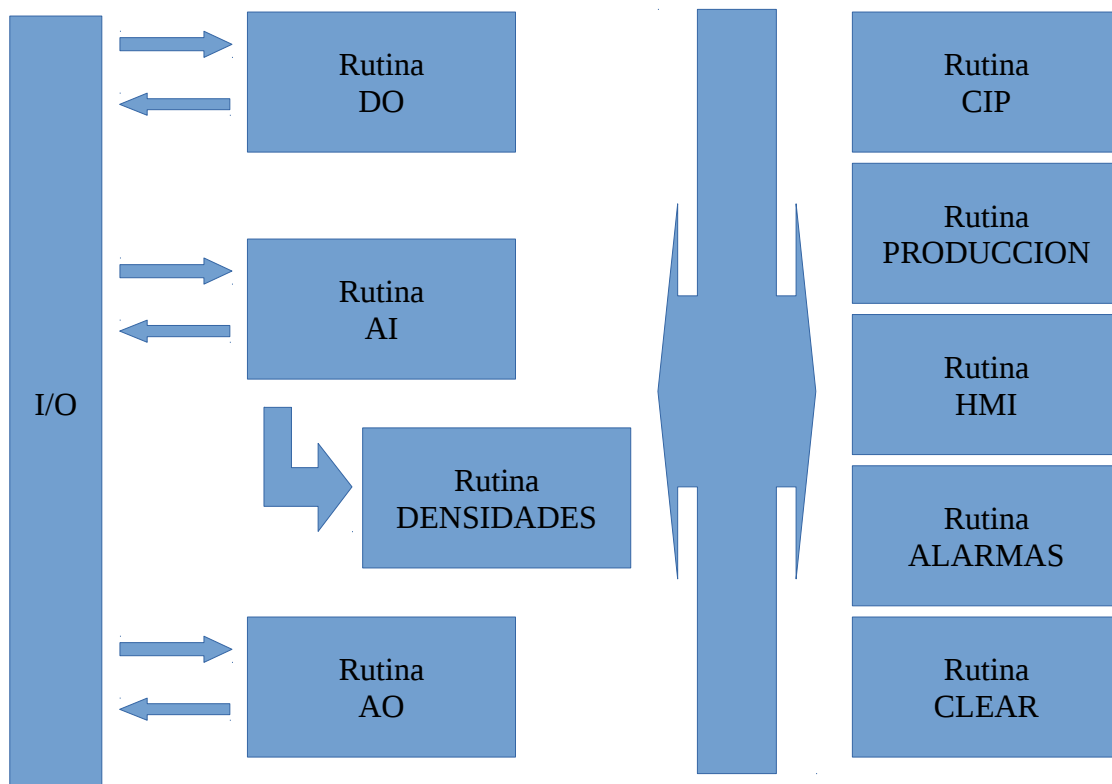 I/O
Rutina
DO
Rutina
AI
Rutina
DENSIDADES
Rutina
AO
Rutina
CIP
Rutina
PRODUCCION
Rutina
HMI
Rutina
ALARMAS
Rutina
CLEAR